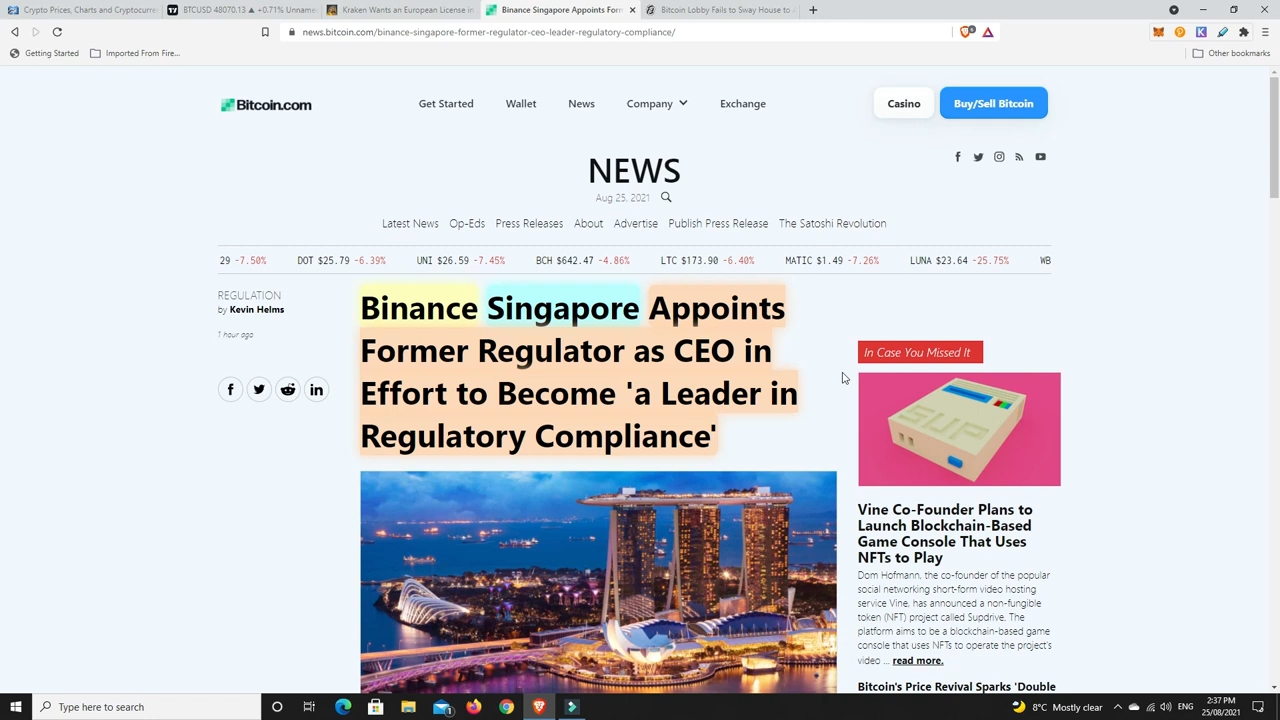 Crypto Prices, Charts and Cryptocurr
BTCUSD 48070.13 ▲ +0.71% Unname
Kraken Wants an European License in
Binance Singapore Appoints For
Bitcoin Lobby Fails to Sway House to
news.bitcoin.com/binance-singapore-former-regulator-ceo-leader-regulatory-compliance/
Getting Started
Imported From Fire...
Other bookmarks
Bitcoin.com
Get Started
Wallet
News
Company
Exchange
Casino
Buy/Sell Bitcoin
NEWS
Aug 25, 2021
Latest News
Op-Eds
Press Releases
About
Advertise
Publish Press Release
The Satoshi Revolution
29 -7.50%
DOT $25.79 -6.39%
UNI $26.59 -7.45%
BCH $642.47 -4.86%
LTC $173.90 -6.40%
MATIC $1.49 -7.26%
LUNA $23.64 -25.75%
WB
REGULATION
by Kevin Helms
1 hour ago
Binance Singapore Appoints
Former Regulator as CEO in
Effort to Become 'a Leader in
Regulatory Compliance'
In Case You Missed It
SUP
Vine Co-Founder Plans to
Launch Blockchain-Based
Game Console That Uses
NFTs to Play
Dom Hofmann, the co-founder of the popular
social networking short-form video hosting
service Vine, has announced a non-fungible
token (NFT) project called Supdrive. The
platform aims to be a blockchain-based game
console that uses NFTs to operate the project's
video ... read more.
Bitcoin's Price Revival Sparks 'Double
Type here to search
8°C Mostly clear
ENG
2:37 PM
25/08/2021